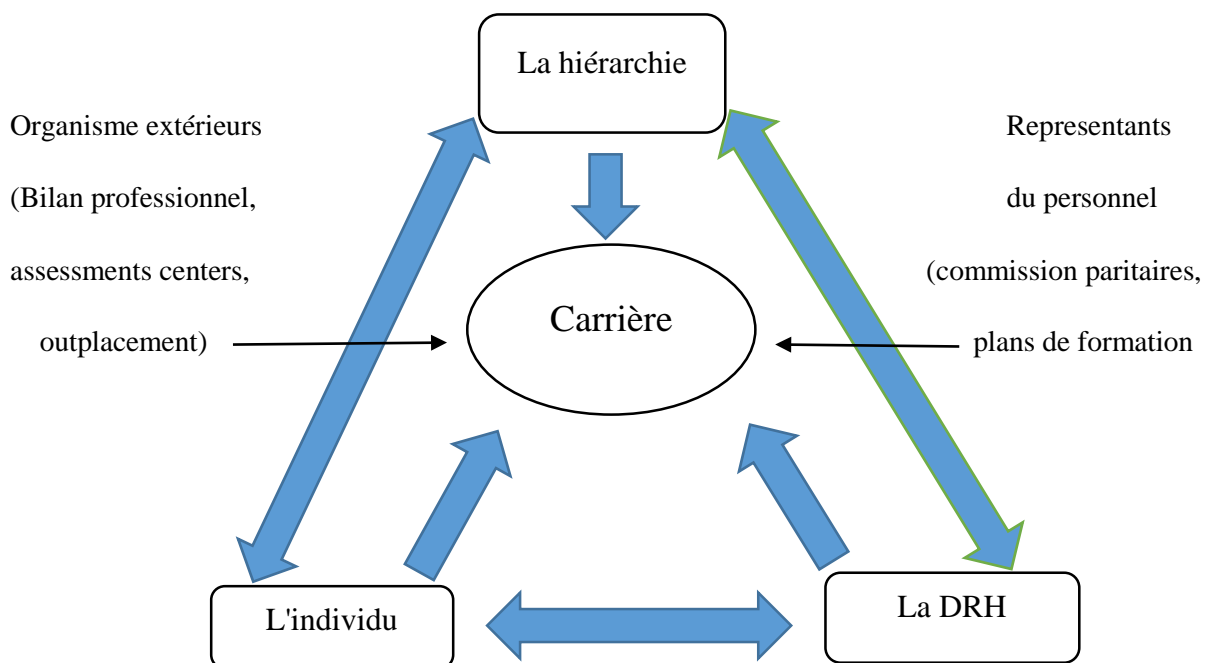 La hiérarchie
Organisme extérieurs
(Bilan professionnel,
assessments centers,
outplacement)
Representants
du personnel
(commission paritaires,
plans de formation
Carrière
L'individu
La DRH